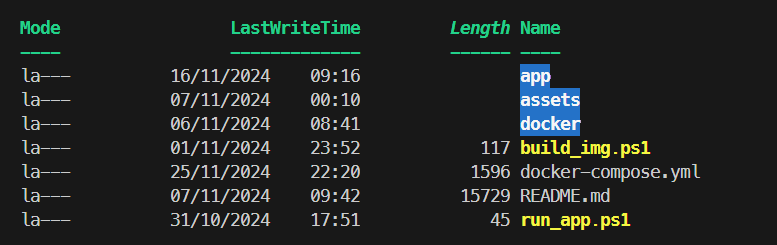 Mode LastWriteTime Length Name
---- ------------- ------ ----
la--- 16/11/2024 09:16 app
la--- 07/11/2024 00:10 assets
la--- 06/11/2024 08:41 docker
la--- 01/11/2024 23:52 117 build_img.ps1
la--- 25/11/2024 22:20 1596 docker-compose.yml
la--- 07/11/2024 09:42 15729 README.md
la--- 31/10/2024 17:51 45 run_app.ps1